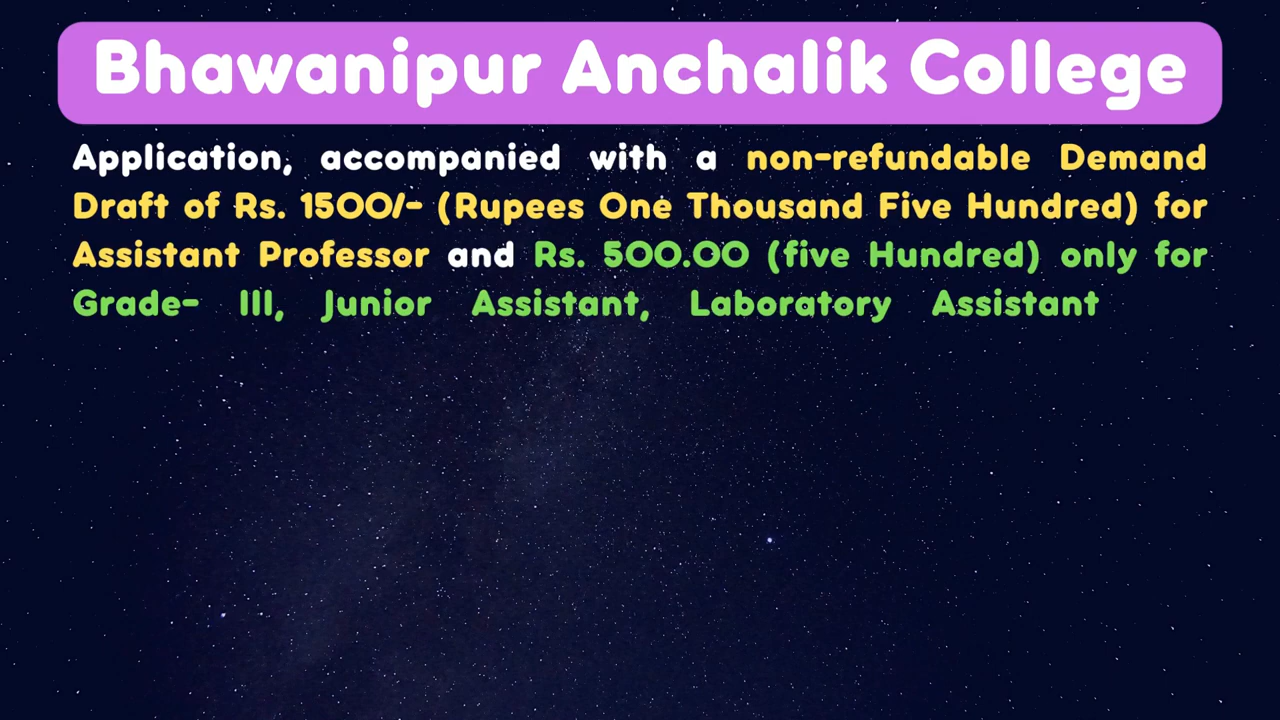 Bhawanipur Anchalik College
Application, accompanied with a non-refundable Demand
Draft of Rs. 1500/- (Rupees One Thousand Five Hundred) for
Assistant Professor and Rs. 500.00 (five Hundred) only for
Grade- III, Junior Assistant, Laboratory Assistant